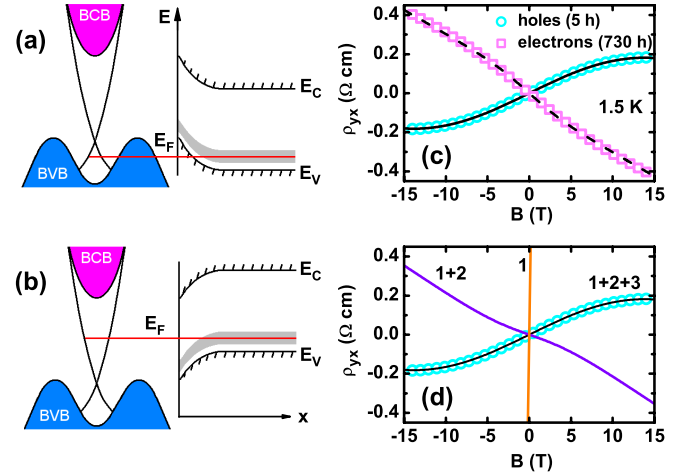 (a)
BCB
BVB
E
E_C
E_F
E_V
ρ_yx (Ω cm)
0.4
0.2
0.0
-0.2
-0.4
holes (5 h)
electrons (730 h)
1.5 K
(c)
-15 -10 -5 0 5 10 15
B (T)
(b)
BCB
BVB
E_C
E_F
E_V
x
ρ_yx (Ω cm)
0.4
0.2
0.0
-0.2
-0.4
1+2
1
1+2+3
(d)
-15 -10 -5 0 5 10 15
B (T)